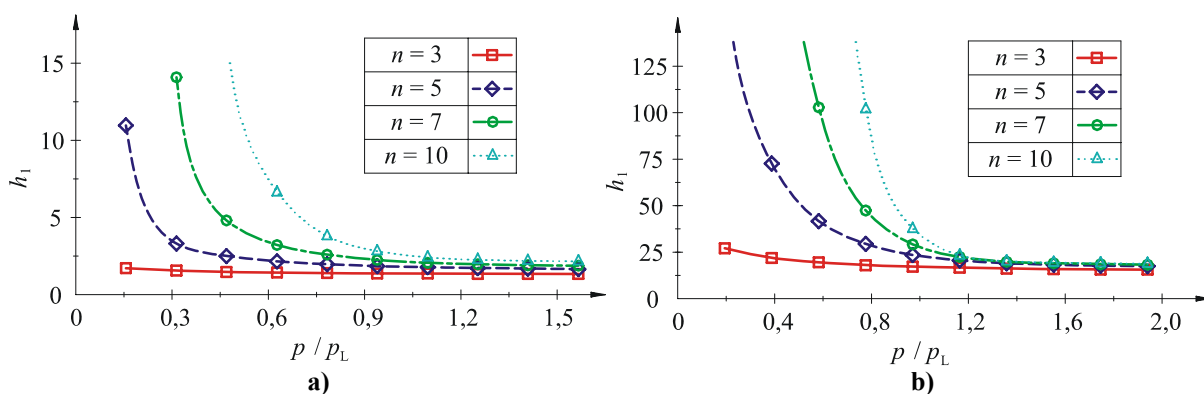 15
10
5
0
h₁
0
0,3
0,6
0,9
1,2
1,5
p / p_L
n = 3
n = 5
n = 7
n = 10
a)
125
100
75
50
25
0
h₁
0
0,4
0,8
1,2
1,6
2,0
p / p_L
n = 3
n = 5
n = 7
n = 10
b)